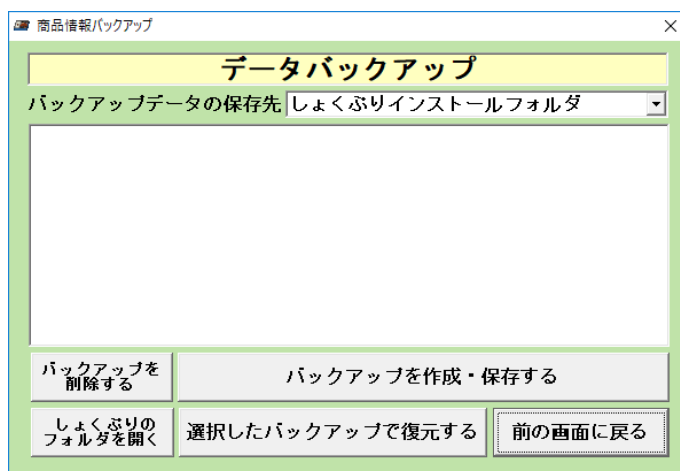 商品情報バックアップ
データバックアップ
バックアップデータの保存先 しょくぶりインストールフォルダ
バックアップを
削除する
バックアップを作成・保存する
しょくぶりの
フォルダを開く
選択したバックアップで復元する
前の画面に戻る